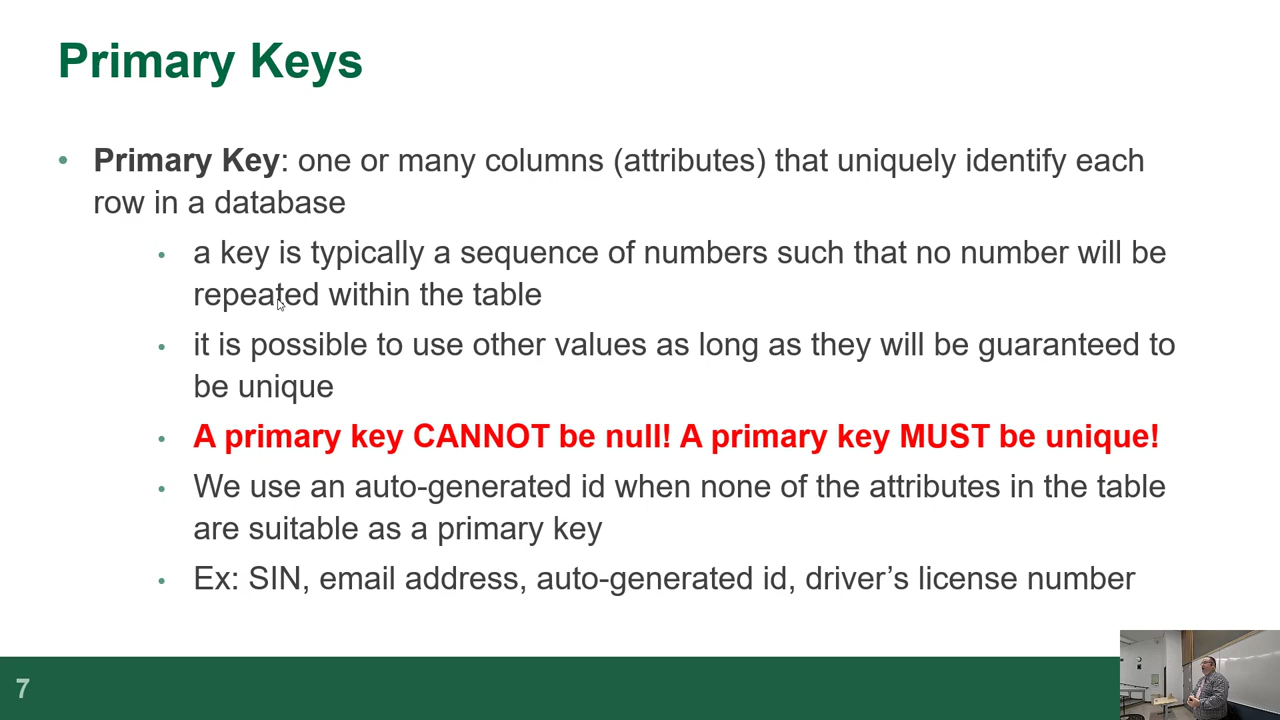 Primary Keys
• Primary Key: one or many columns (attributes) that uniquely identify each
row in a database
• a key is typically a sequence of numbers such that no number will be
repeated within the table
• it is possible to use other values as long as they will be guaranteed to
be unique
• A primary key CANNOT be null! A primary key MUST be unique!
• We use an auto-generated id when none of the attributes in the table
are suitable as a primary key
• Ex: SIN, email address, auto-generated id, driver’s license number
7